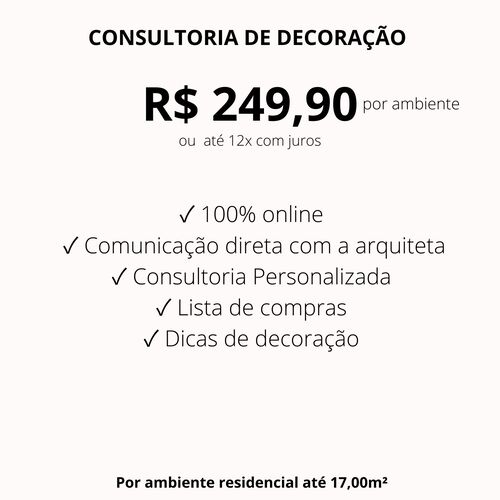 CONSULTORIA DE DECORAÇÃO
R$ 249,90 por ambiente
ou até 12x com juros
✓ 100% online
✓ Comunicação direta com a arquiteta
✓ Consultoria Personalizada
✓ Lista de compras
✓ Dicas de decoração
Por ambiente residencial até 17,00m²